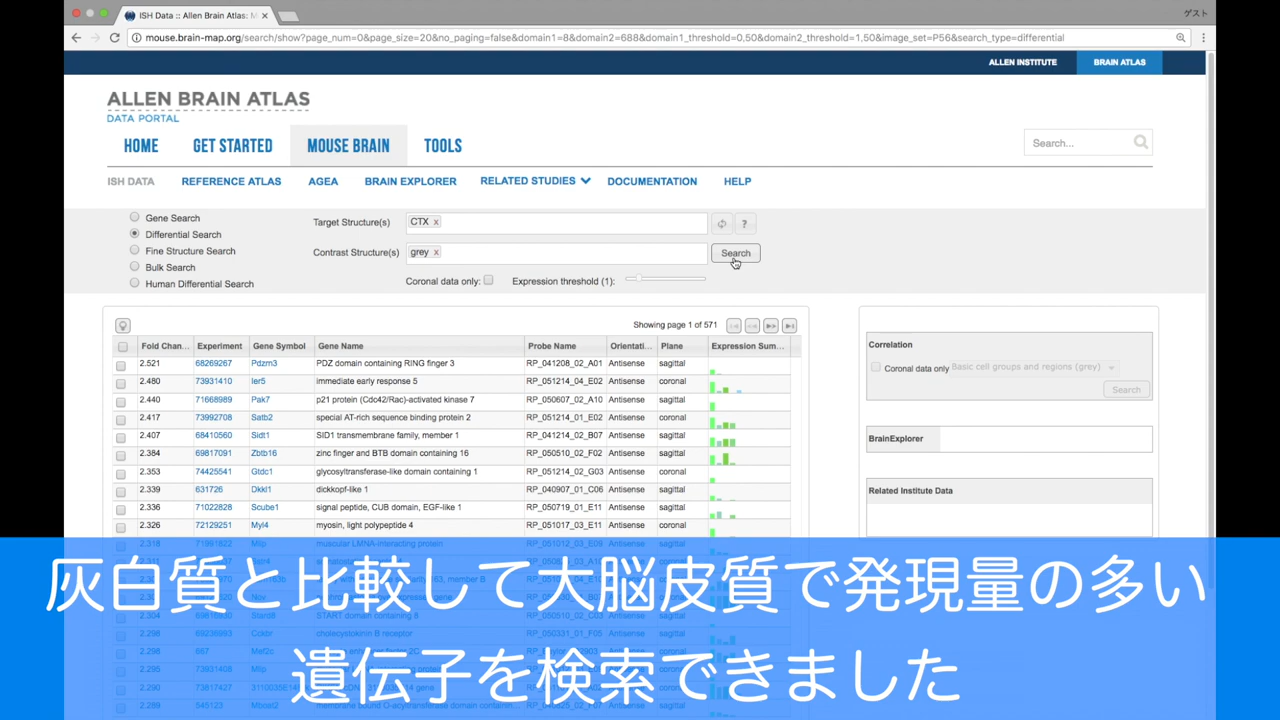 ISH Data :: Allen Brain Atlas: M
ゲスト
mouse.brain-map.org/search/show?page_num=0&page_size=20&no_paging=false&domain1=8&domain2=688&domain1_threshold=0,50&domain2_threshold=1,50&image_set=P56&search_type=differential
ALLEN INSTITUTE BRAIN ATLAS
ALLEN BRAIN ATLAS
DATA PORTAL
HOME GET STARTED MOUSE BRAIN TOOLS Search...
ISH DATA REFERENCE ATLAS AGEA BRAIN EXPLORER RELATED STUDIES DOCUMENTATION HELP
Gene Search
Differential Search
Fine Structure Search
Bulk Search
Human Differential Search
Target Structure(s) CTX x ?
Contrast Structure(s) grey x Search
Coronal data only: Expression threshold (1):
Showing page 1 of 571
Fold Chan... Experiment Gene Symbol Gene Name Probe Name Orientati... Plane Expression Sum...
2.521 68269267 Pdzrn3 PDZ domain containing RING finger 3 RP_041208_02_A01 Antisense sagittal
2.480 73931410 Ier5 immediate early response 5 RP_051214_04_E02 Antisense coronal
2.440 71668989 Pak7 p21 protein (Cdc42/Rac)-activated kinase 7 RP_050607_02_A10 Antisense sagittal
2.417 73992708 Satb2 special AT-rich sequence binding protein 2 RP_051214_01_E02 Antisense coronal
2.407 68410560 Sidt1 SID1 transmembrane family, member 1 RP_041214_02_B07 Antisense sagittal
2.384 69817091 Zbtb16 zinc finger and BTB domain containing 16 RP_050510_02_F02 Antisense sagittal
2.353 74425541 Gtdc1 glycosyltransferase-like domain containing 1 RP_051214_02_G03 Antisense coronal
2.339 631726 Dkkl1 dickkopf-like 1 RP_040907_01_C06 Antisense sagittal
2.336 71022828 Scube1 signal peptide, CUB domain, EGF-like 1 RP_050719_01_E11 Antisense sagittal
2.326 72129251 Myl4 myosin, light polypeptide 4 RP_051017_03_E11 Antisense coronal
Correlation
Coronal data only Basic cell groups and regions (grey)
Search
BrainExplorer
Related Institute Data
灰白質と比較して大脳皮質で発現量の多い
遺伝子を検索できました